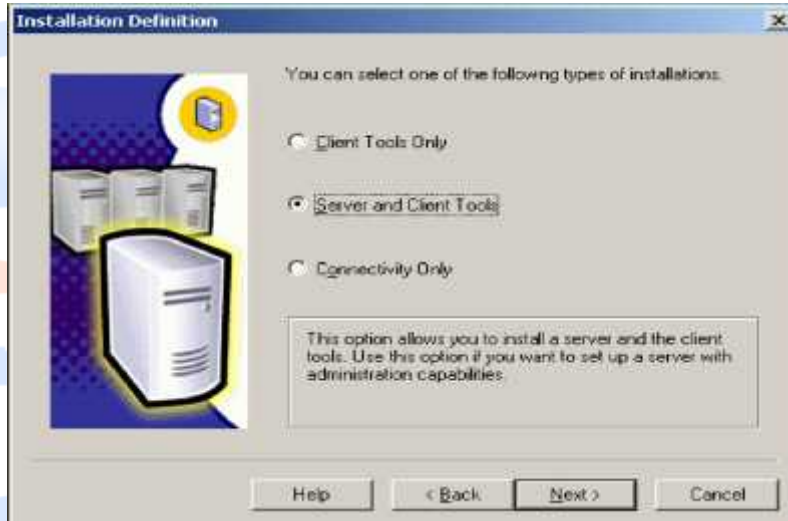 Installation Definition
You can select one of the followng types of installations.
Client Tools Only
Server and Client Tools
Connectivity Only
This option allows you to install a server and the client
tools. Use this option if you want to set up a server with
administration capabilities.
Help
< Back
Next >
Cancel